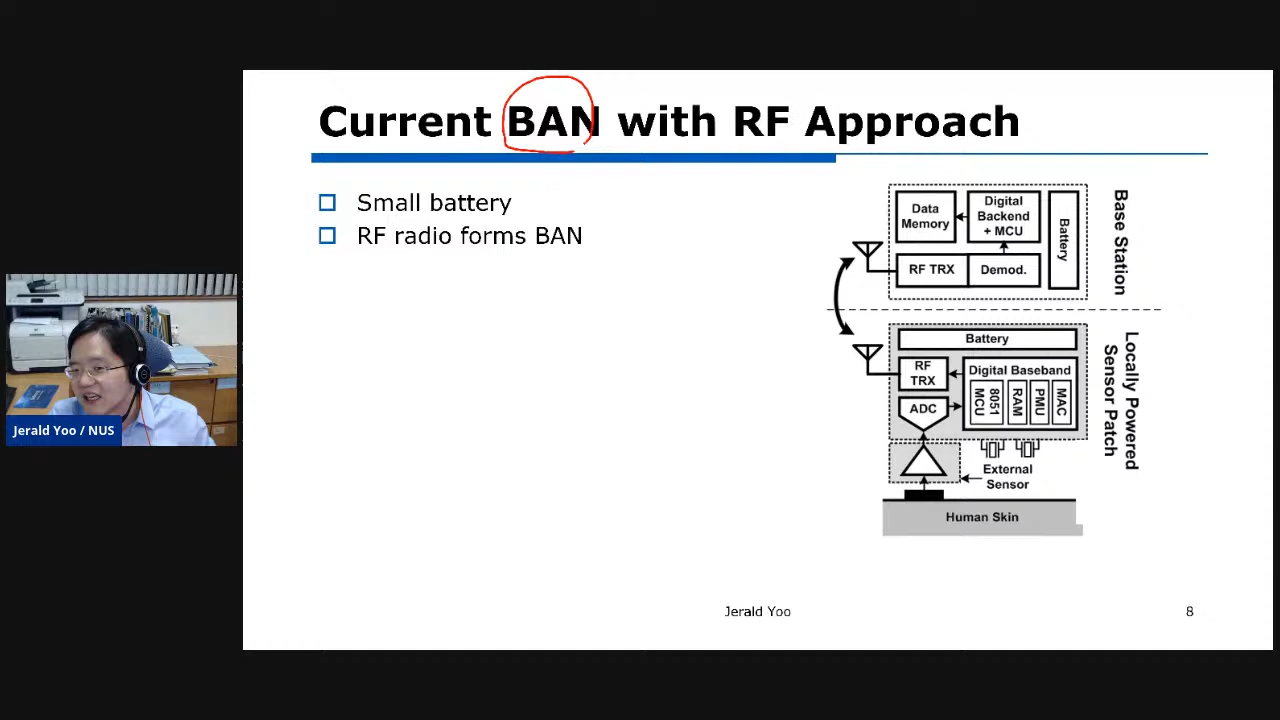 Current BAN with RF Approach
Small battery
RF radio forms BAN
Data
Memory
Digital
Backend
+ MCU
Battery
RF TRX
Demod.
Base Station
Battery
RF
TRX
Digital Baseband
ADC
8051
MCU
RAM
PMU
MAC
Locally Powered
Sensor Patch
External
Sensor
Human Skin
Jerald Yoo / NUS
Jerald Yoo
8